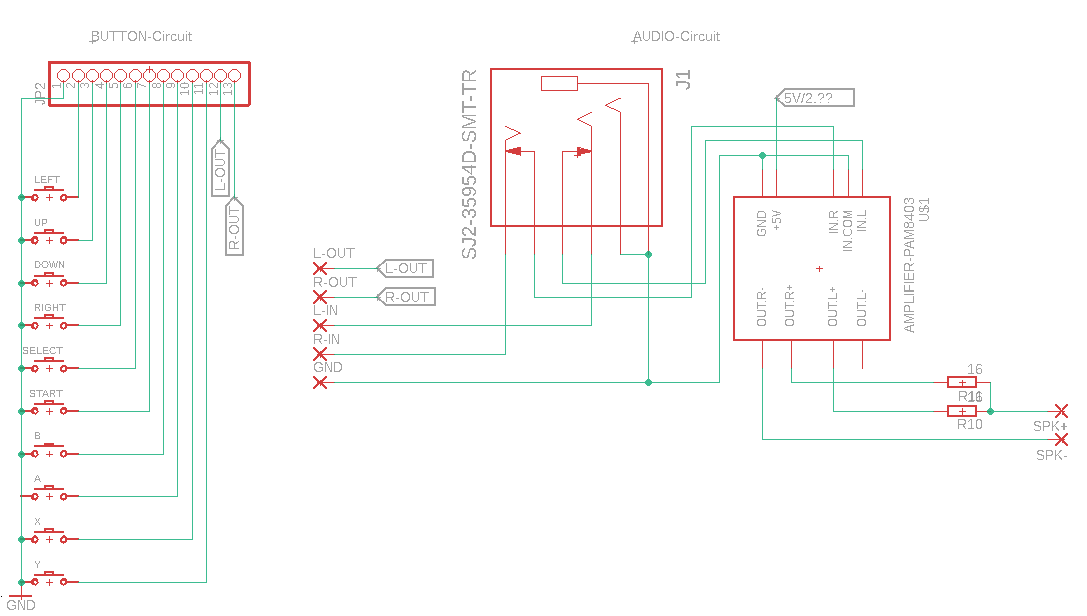 BUTTON-Circuit
JP2
1
2
3
4
5
6
7
8
9
10
11
12
13
L-OUT
R-OUT
LEFT
UP
DOWN
RIGHT
SELECT
START
B
A
X
Y
GND
AUDIO-Circuit
SJ2-35954D-SMT-TR
J1
L-OUT
L-OUT
R-OUT
R-OUT
L-IN
R-IN
GND
5V/2.??
GND
+5V
IN.R
IN.COM
IN.L
OUT.R-
OUT.R+
OUT.L+
OUT.L-
AMPLIFIER-PAM8403
U$1
16
R11
16
R10
SPK+
SPK-